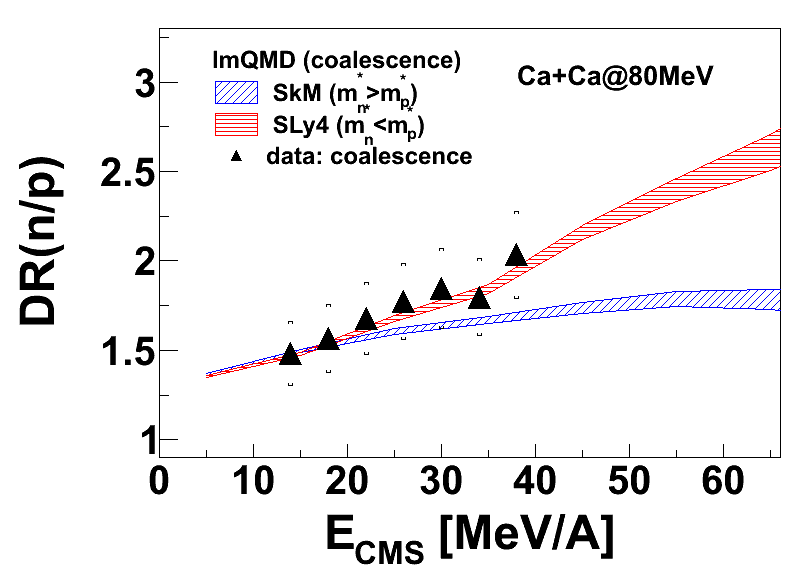 ImQMD (coalescence)
SkM (m*n>m*p)
SLy4 (m*n<m*p)
data: coalescence
Ca+Ca@80MeV
DR(n/p)
3
2.5
2
1.5
1
0 10 20 30 40 50 60
ECMS [MeV/A]